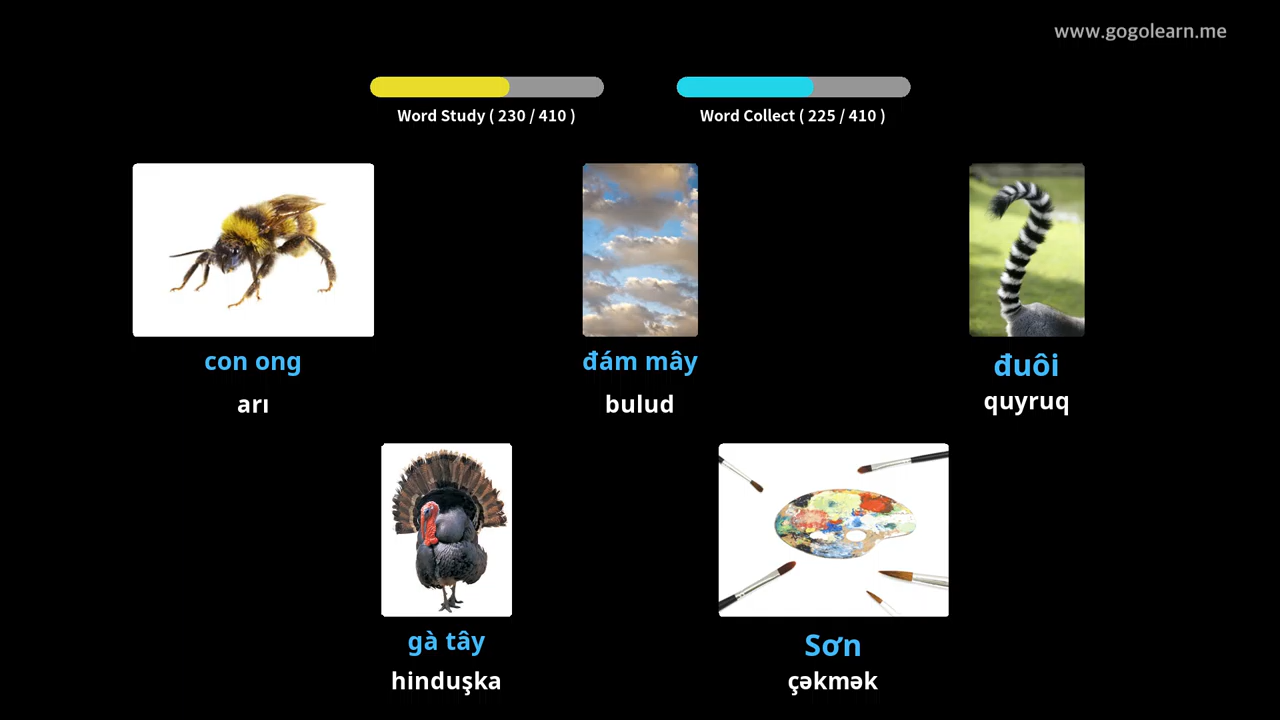 www.gogolearn.me
Word Study ( 230 / 410 )
Word Collect ( 225 / 410 )
con ong
đám mây
đuôi
arı
bulud
quyruq
gà tây
Sơn
hinduşka
çəkmək